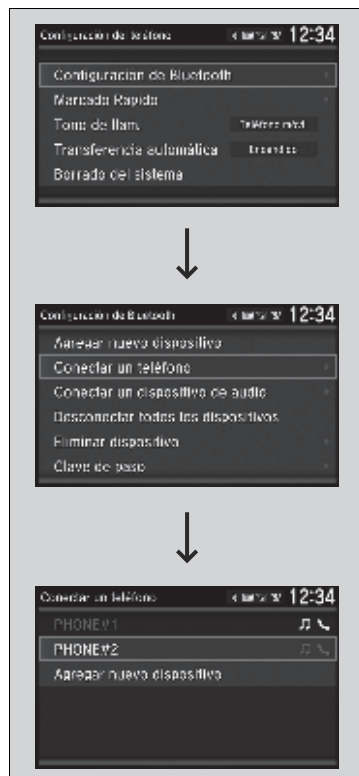 Configuración de teléfono 12:34
Configuración de Bluetooth
Marcado Rápido
Tono de llam. Teléfono móvil
Transferencia automática Encendido
Borrado del sistema
Configuración de Bluetooth 12:34
Agregar nuevo dispositivo
Conectar un teléfono
Conectar un dispositivo de audio
Desconectar todos los dispositivos
Eliminar dispositivo
Clave de paso
Conectar un teléfono 12:34
PHONE#1
PHONE#2
Agregar nuevo dispositivo